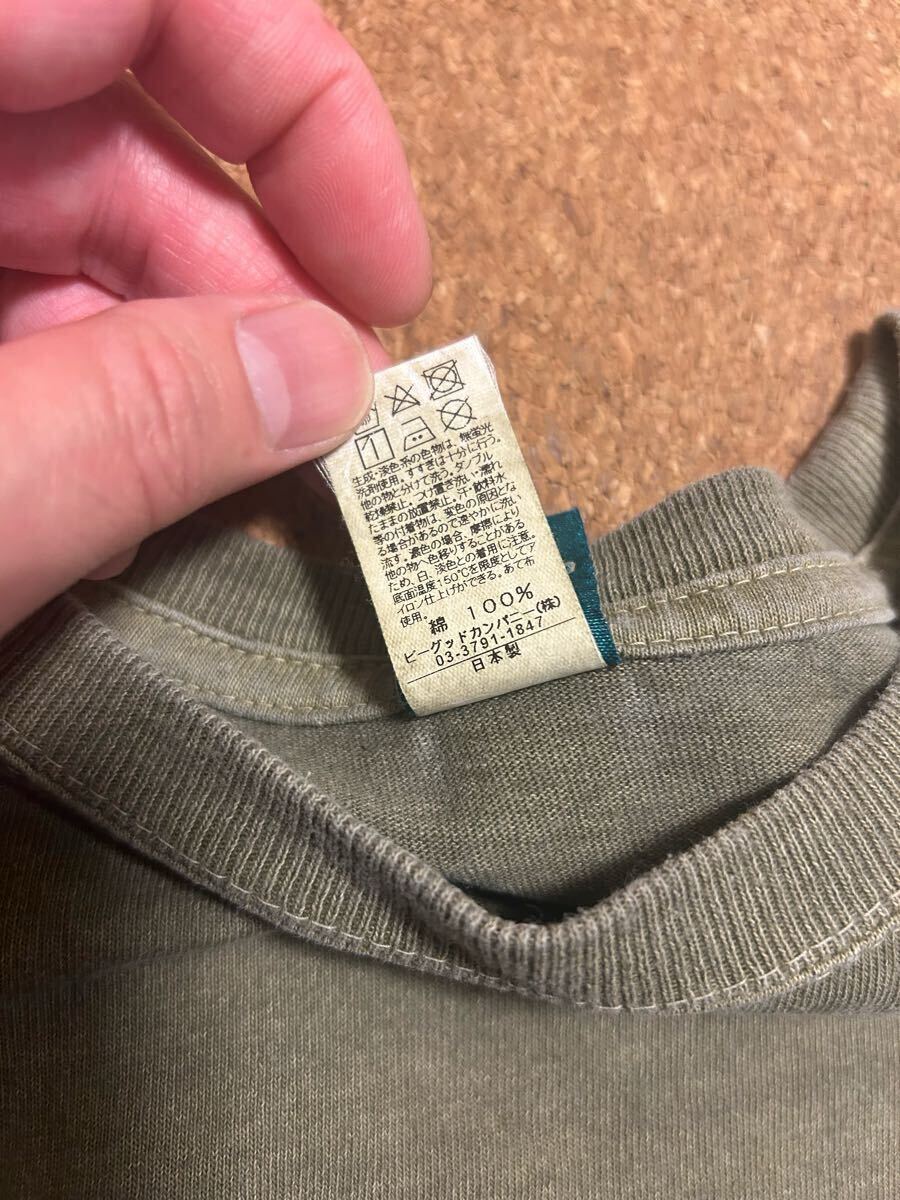 生成・淡色系の色物は、無蛍光
洗剤使用。すすぎは十分に行う。
他の物と分けて洗う。タンブル
乾燥禁止。つけ置き洗い・濡れ
たままの放置禁止。汗・飲料水
等の付着物は、変色の原因とな
る場合があるので速やかに洗い
流す。濃色の場合、摩擦により
他の物へ色移りすることがある
ため、白、淡色との着用に注意。
底面温度150℃を限度としてア
イロン仕上げができる。あて布
使用。
綿 100%
ビーグッドカンパニー(株)
03-3791-1847
日本製